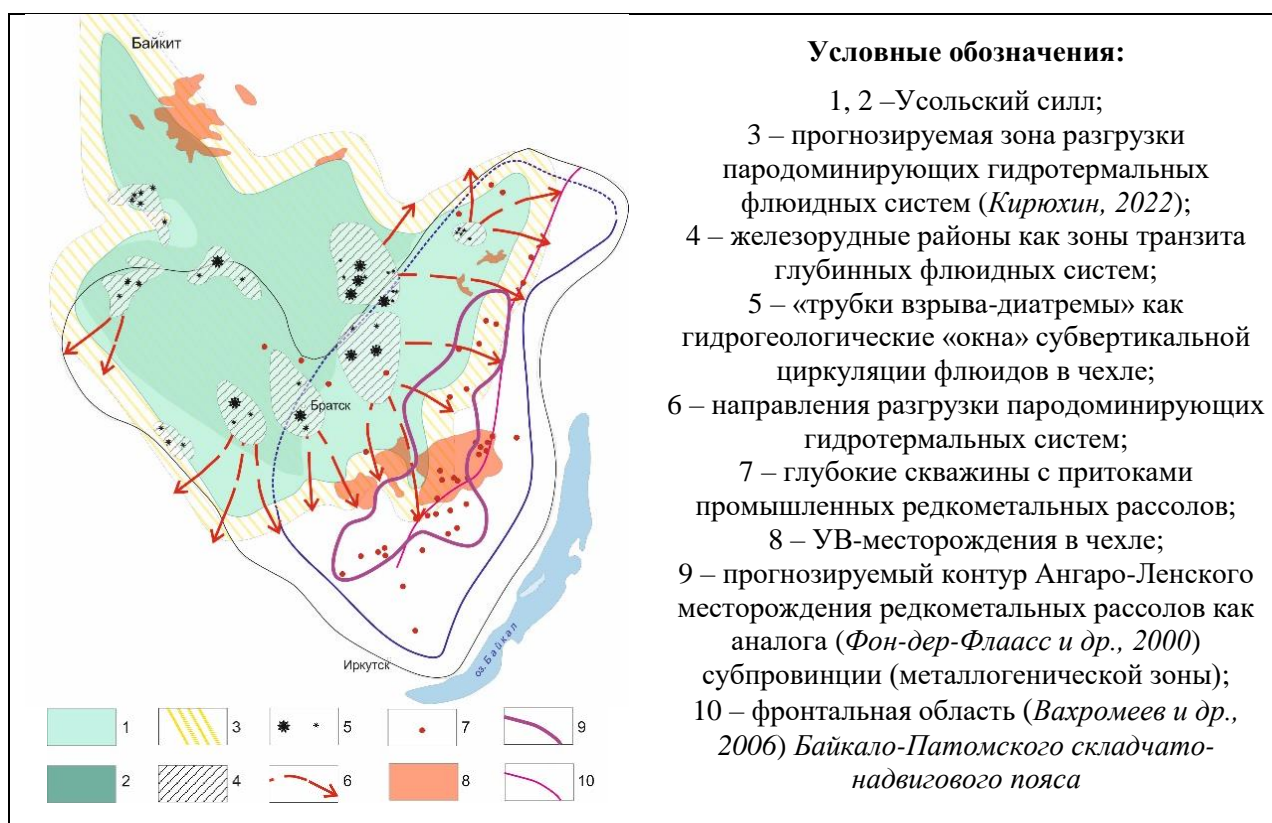 Байкит
Братск
Иркутск
оз. Байкал
1
3
5
7
9
2
4
6
8
10
Условные обозначения:
1, 2 –Усольский силл;
3 – прогнозируемая зона разгрузки
пародоминирующих гидротермальных
флюидных систем (Кирюхин, 2022);
4 – железорудные районы как зоны транзита
глубинных флюидных систем;
5 – «трубки взрыва-диатремы» как
гидрогеологические «окна» субвертикальной
циркуляции флюидов в чехле;
6 – направления разгрузки пародоминирующих
гидротермальных систем;
7 – глубокие скважины с притоками
промышленных редкометальных рассолов;
8 – УВ-месторождения в чехле;
9 – прогнозируемый контур Ангаро-Ленского
месторождения редкометальных рассолов как
аналога (Фон-дер-Флаасс и др., 2000)
субпровинции (металлогенической зоны);
10 – фронтальная область (Вахромеев и др.,
2006) Байкало-Патомского складчато-
надвигового пояса